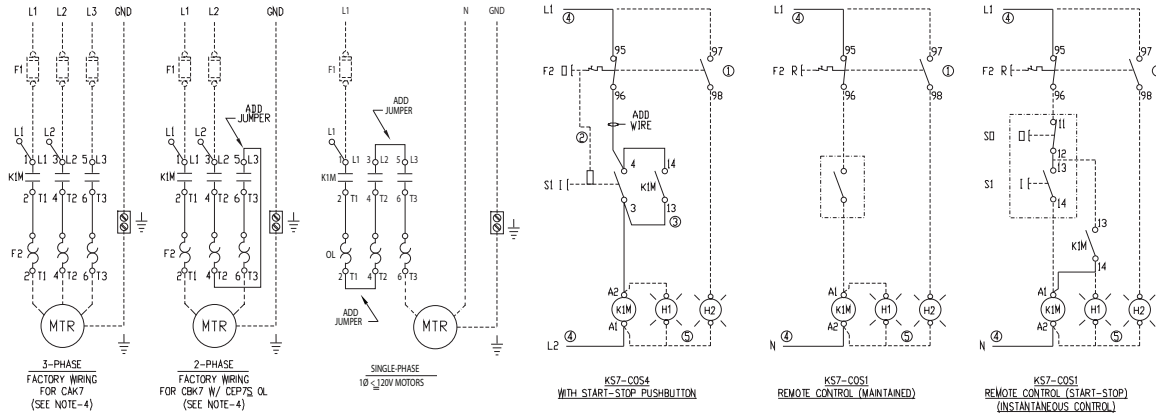 L1 L2 L3 GND
F1
L1 L2
1 L1 3 L2 5 L3
K1M
2 T1 4 T2 6 T3
F2
2 T1 4 T2 6 T3
MTR
3-PHASE
FACTORY WIRING
FOR CAK7
(SEE NOTE-4)
L1 L2 GND
F1
ADD
JUMPER
L1 L2
1 L1 3 L2 5 L3
K1M
2 T1 4 T2 6 T3
F2
2 T1 4 T2 6 T3
MTR
2-PHASE
FACTORY WIRING
FOR CBK7 W/ CEP7S OL
(SEE NOTE-4)
L1 N GND
F1
ADD
JUMPER
L1
1 L1 3 L2 5 L3
K1M
2 T1 4 T2 6 T3
OL
2 T1 4 T2 6 T3
ADD
JUMPER
MTR
SINGLE-PHASE
1Ø ≤ 120V MOTORS
L1 ④
95 97
F2 O ①
96 98
ADD
WIRE
②
4 14
S1 I K1M
3 13
③
A2
K1M H1 H2
A1
④ ⑤
L2
KS7-COS4
WITH START-STOP PUSHBUTTON
L1 ④
95 97
F2 R ①
96 98
A1
K1M H1 H2
A2
④ ⑤
N
KS7-COS1
REMOTE CONTROL (MAINTAINED)
L1 ④
95 97
F2 R ①
96 98
11
S0 O
12
13
S1 I
14
13
K1M
14
A1
K1M H1 H2
A2
④ ⑤
N
KS7-COS1
REMOTE CONTROL (START-STOP)
(INSTANTANEOUS CONTROL)